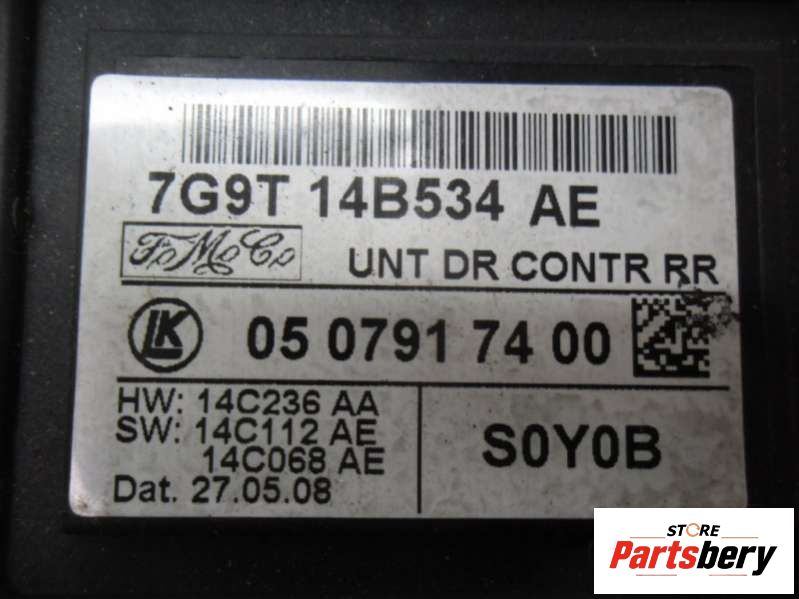 7G9T 14B534 AE
FoMoCo
UNT DR CONTR RR
LK
05 0791 74 00
HW: 14C236 AA
SW: 14C112 AE
14C068 AE
Dat. 27.05.08
S0Y0B
STORE
Partsbery